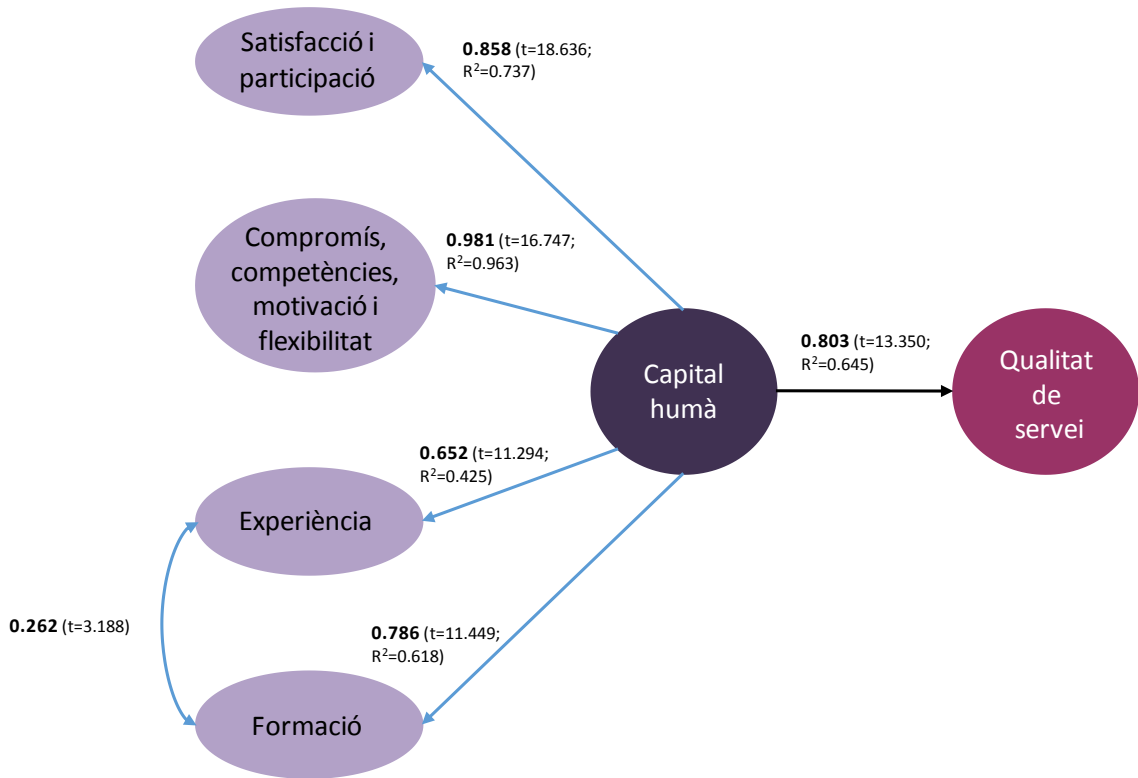 Satisfacció i
participació
0.858 (t=18.636;
R²=0.737)
Compromís,
competències,
motivació i
flexibilitat
0.981 (t=16.747;
R²=0.963)
Capital
humà
0.803 (t=13.350;
R²=0.645)
Qualitat
de
servei
0.652 (t=11.294;
R²=0.425)
Experiència
0.262 (t=3.188)
0.786 (t=11.449;
R²=0.618)
Formació